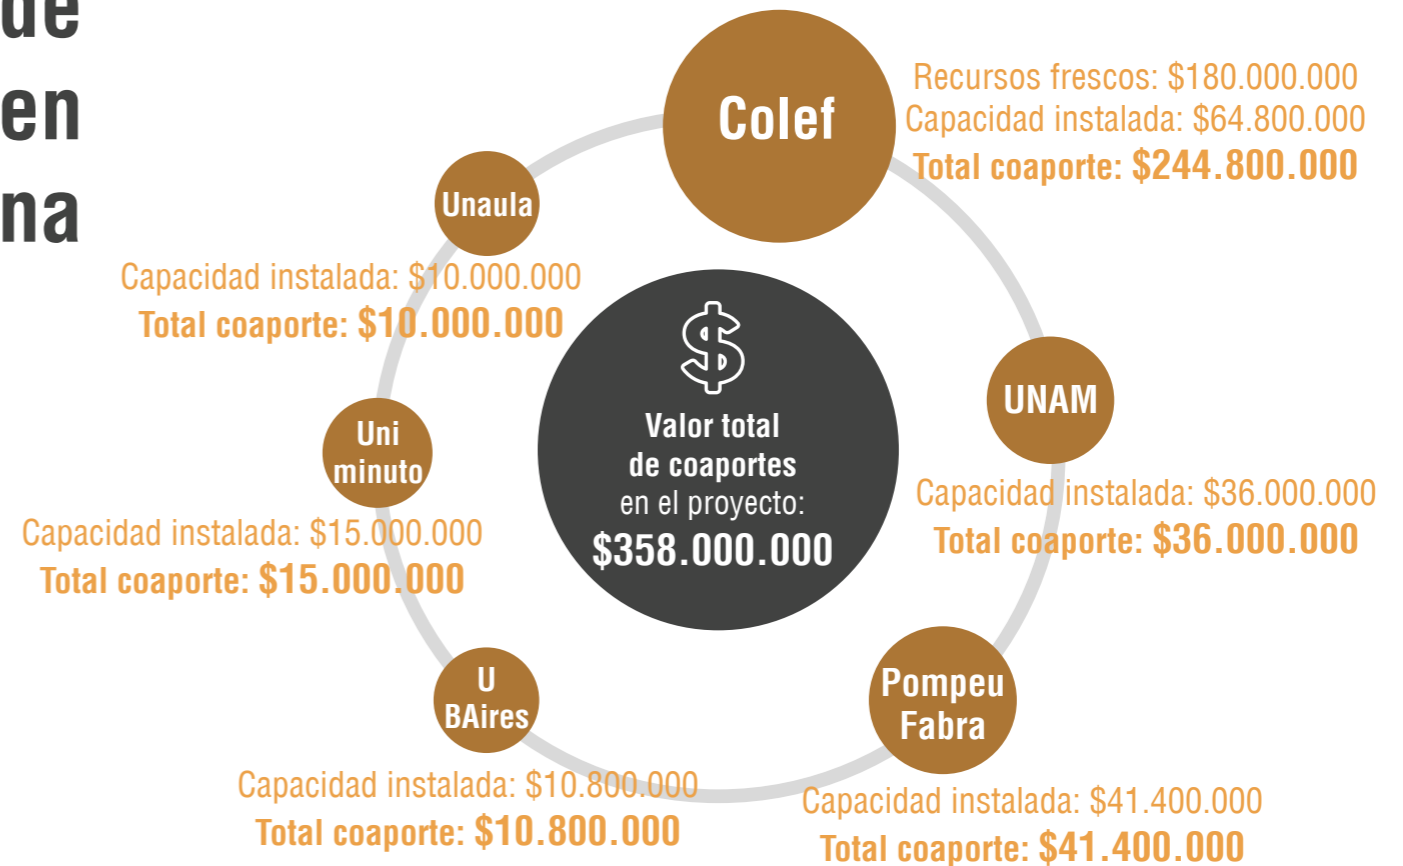 de
en
na
Colef
Recursos frescos: $180.000.000
Capacidad instalada: $64.800.000
Total coaporte: $244.800.000
UNAM
Capacidad instalada: $36.000.000
Total coaporte: $36.000.000
Pompeu
Fabra
Capacidad instalada: $41.400.000
Total coaporte: $41.400.000
U
BAires
Capacidad instalada: $10.800.000
Total coaporte: $10.800.000
Uni
minuto
Capacidad instalada: $15.000.000
Total coaporte: $15.000.000
Unaula
Capacidad instalada: $10.000.000
Total coaporte: $10.000.000
$
Valor total
de coaportes
en el proyecto:
$358.000.000